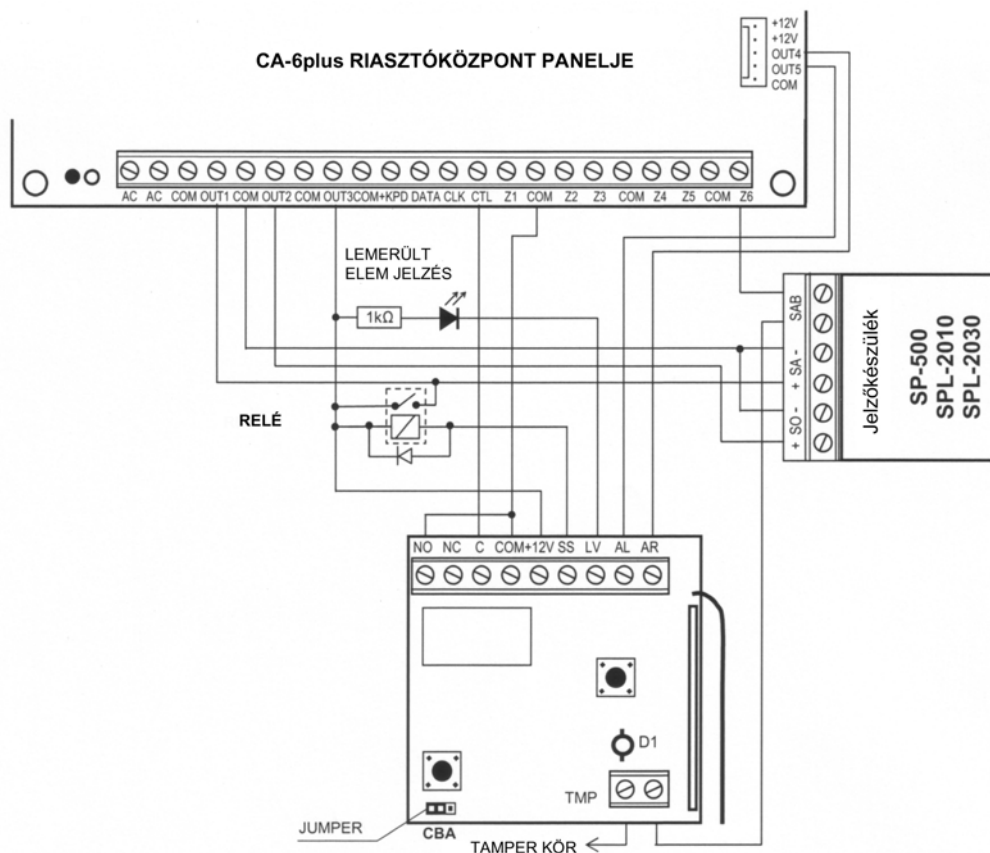 +12V
+12V
OUT4
OUT5
COM
CA-6plus RIASZTÓKÖZPONT PANELJE
AC AC COM OUT1 COM OUT2 COM OUT3 COM +KPD DATA CLK CTL Z1 COM Z2 Z3 COM Z4 Z5 COM Z6
LEMERÜLT
ELEM JELZÉS
1kΩ
RELÉ
SAB
- SA +
- SO +
Jelzőkészülék
SP-500
SPL-2010
SPL-2030
NO NC C COM +12V SS LV AL AR
D1
TMP
JUMPER
CBA
TAMPER KÖR